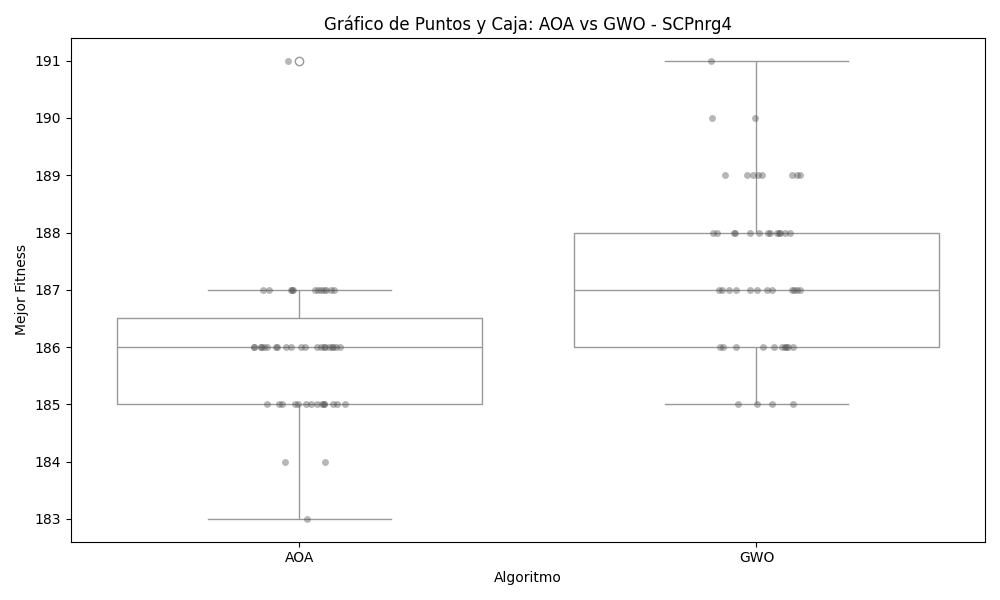 Gráfico de Puntos y Caja: AOA vs GWO - SCPnrg4
Mejor Fitness
191
190
189
188
187
186
185
184
183
AOA
GWO
Algoritmo